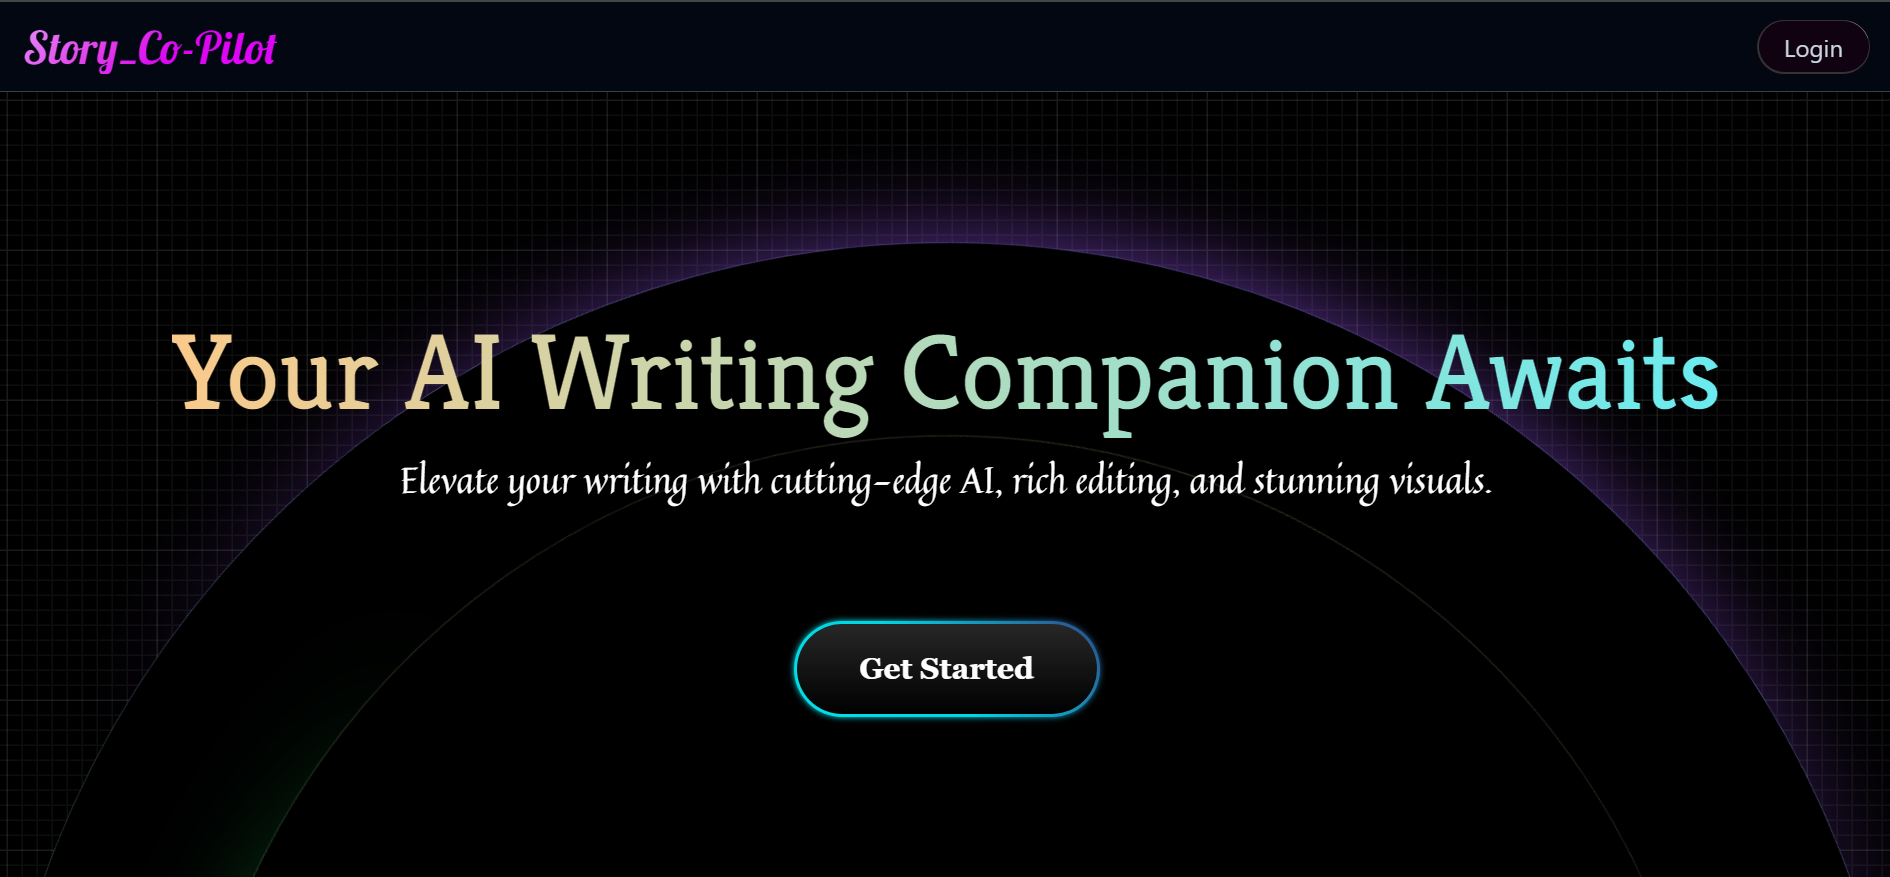 Story_Co-Pilot
Login
Your AI Writing Companion Awaits
Elevate your writing with cutting-edge AI, rich editing, and stunning visuals.
Get Started